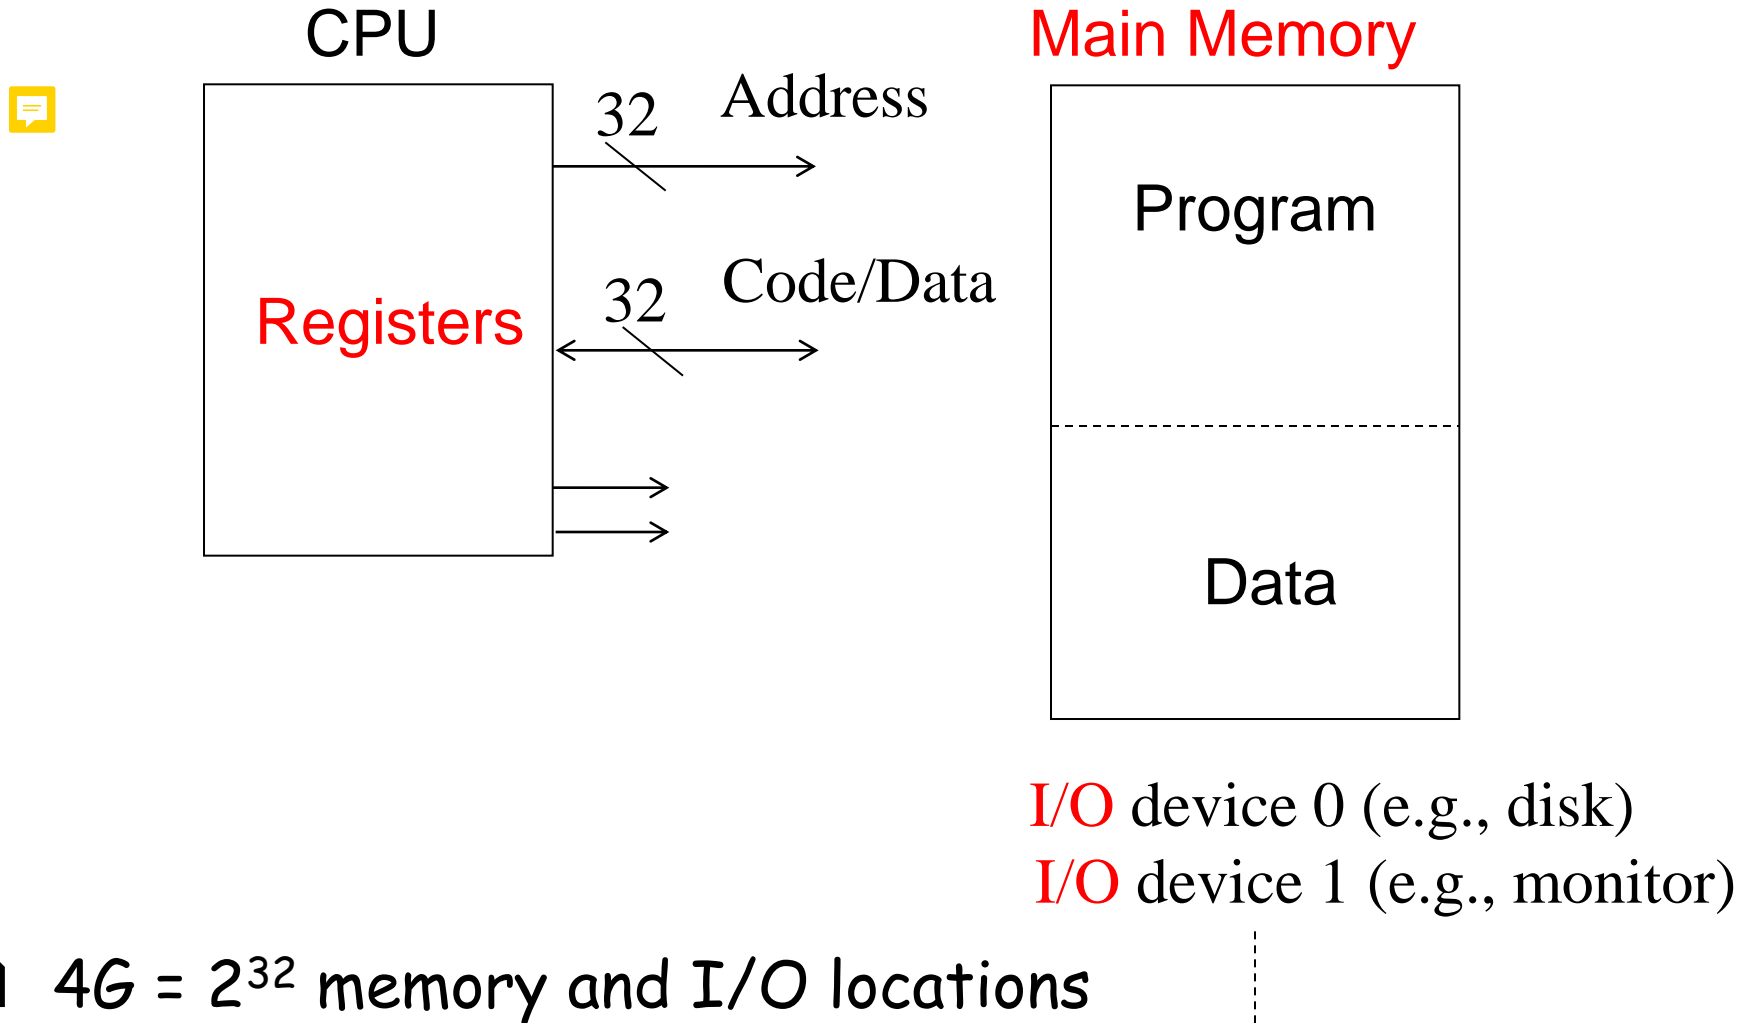 CPU
Main Memory
32 Address
Program
32 Code/Data
Registers
Data
I/O device 0 (e.g., disk)
I/O device 1 (e.g., monitor)
4G = 2³² memory and I/O locations